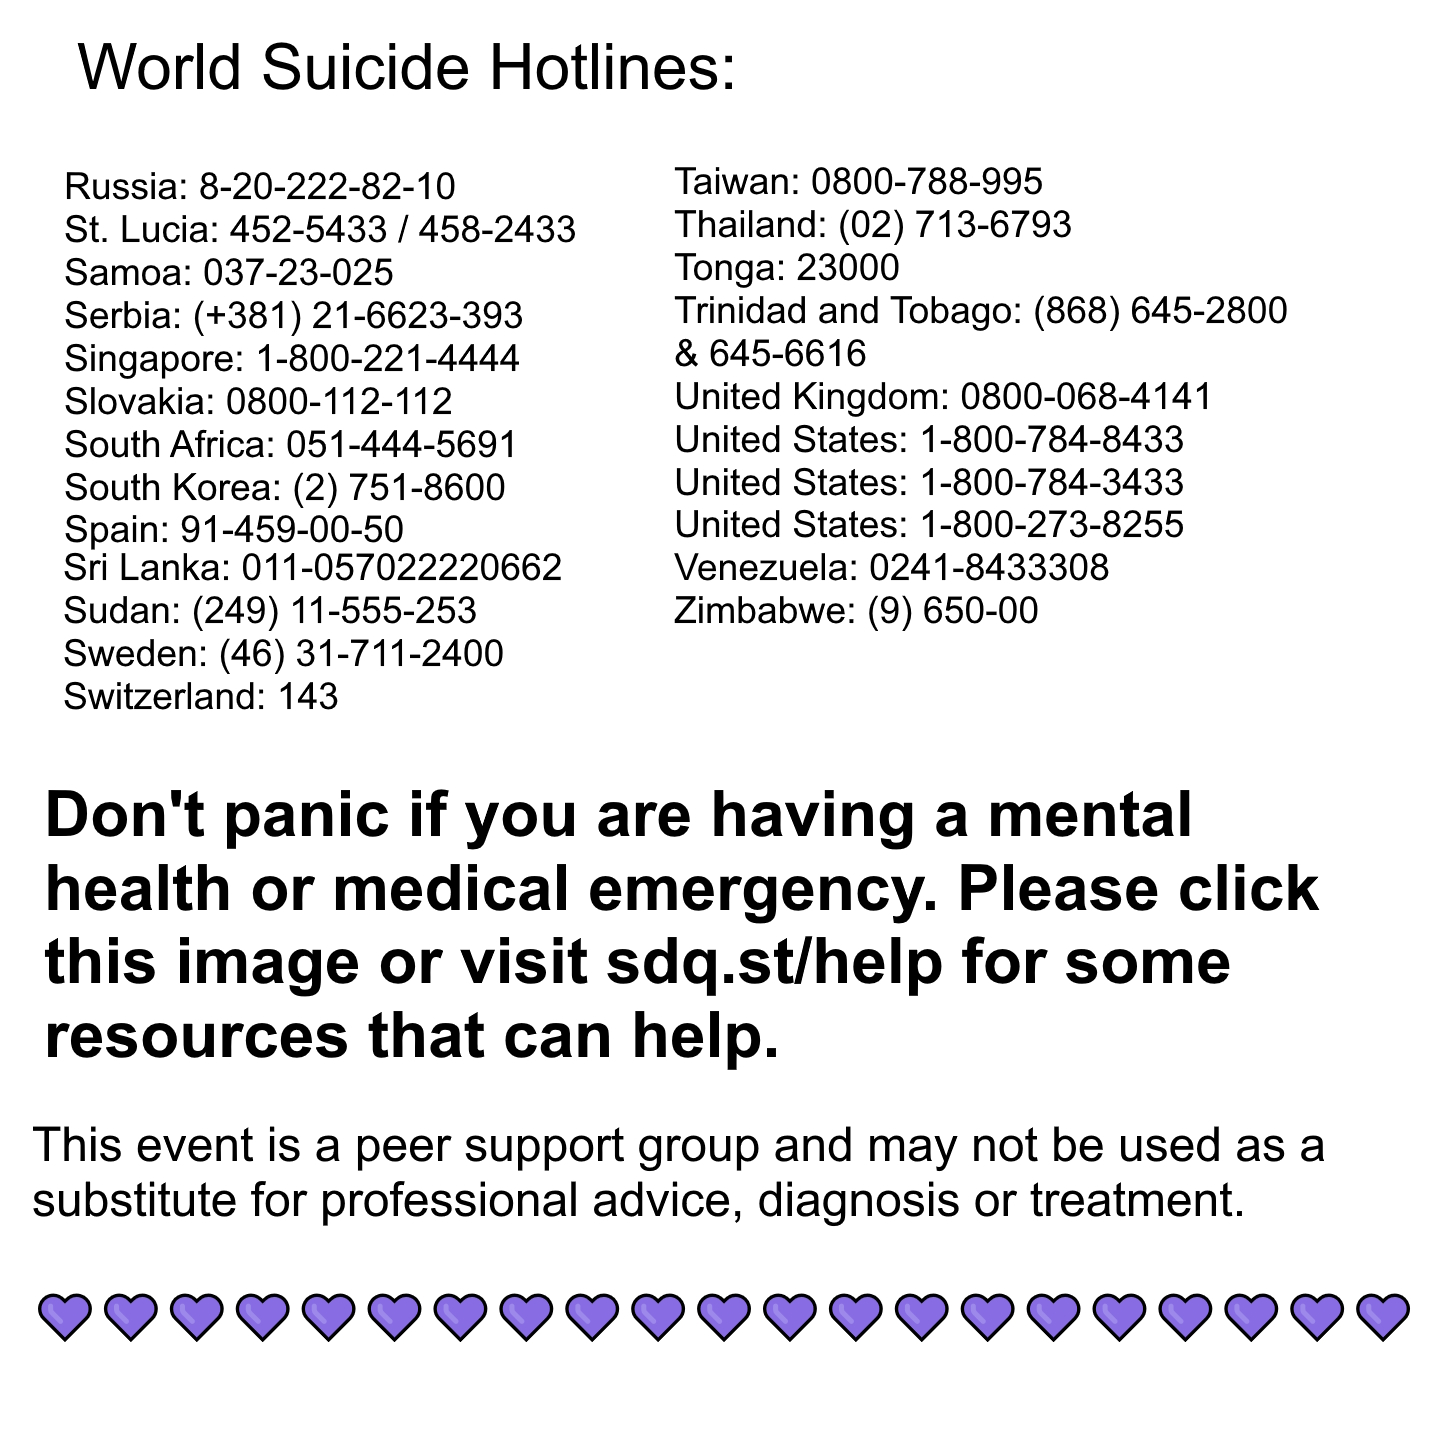 World Suicide Hotlines:
Russia: 8-20-222-82-10
St. Lucia: 452-5433 / 458-2433
Samoa: 037-23-025
Serbia: (+381) 21-6623-393
Singapore: 1-800-221-4444
Slovakia: 0800-112-112
South Africa: 051-444-5691
South Korea: (2) 751-8600
Spain: 91-459-00-50
Sri Lanka: 011-057022220662
Sudan: (249) 11-555-253
Sweden: (46) 31-711-2400
Switzerland: 143
Taiwan: 0800-788-995
Thailand: (02) 713-6793
Tonga: 23000
Trinidad and Tobago: (868) 645-2800
& 645-6616
United Kingdom: 0800-068-4141
United States: 1-800-784-8433
United States: 1-800-784-3433
United States: 1-800-273-8255
Venezuela: 0241-8433308
Zimbabwe: (9) 650-00
Don't panic if you are having a mental
health or medical emergency. Please click
this image or visit sdq.st/help for some
resources that can help.
This event is a peer support group and may not be used as a
substitute for professional advice, diagnosis or treatment.